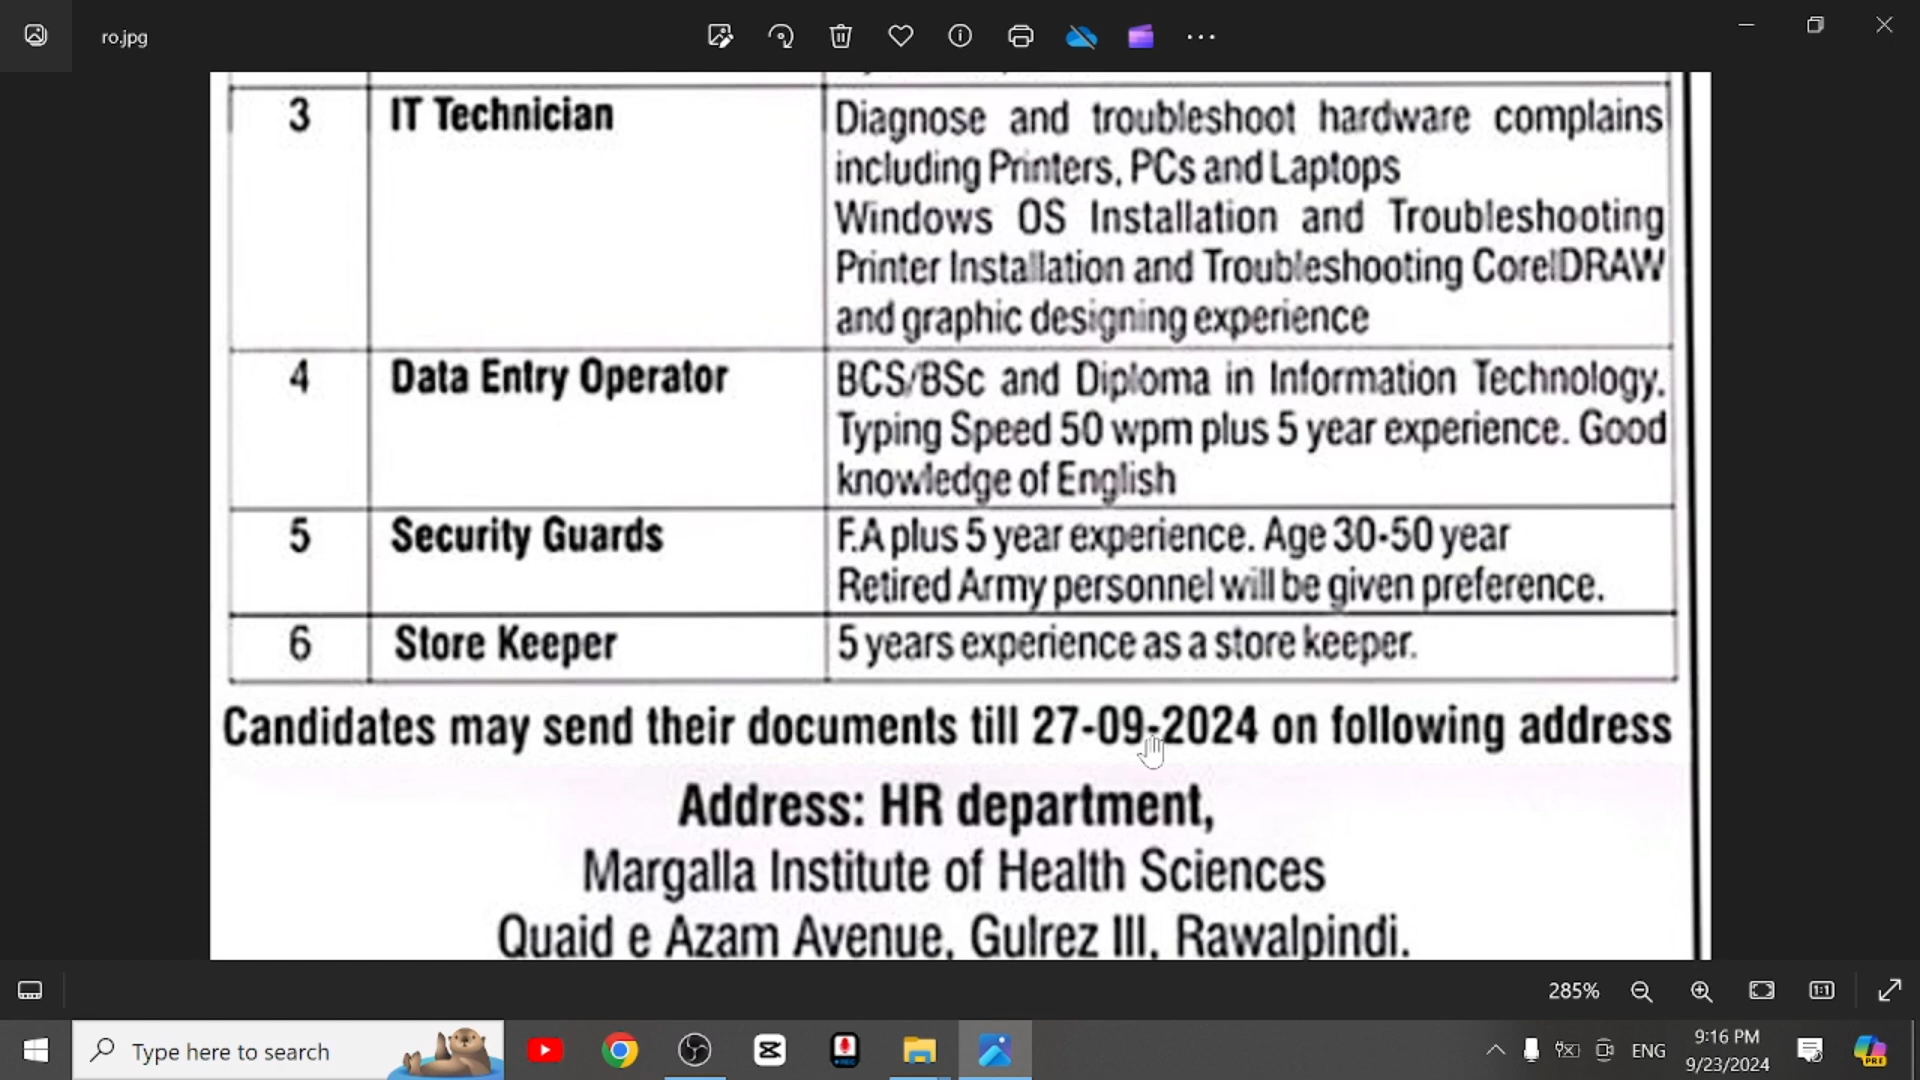 ro.jpg
3 IT Technician Diagnose and troubleshoot hardware complains
including Printers, PCs and Laptops
Windows OS Installation and Troubleshooting
Printer Installation and Troubleshooting CorelDRAW
and graphic designing experience
4 Data Entry Operator BCS/BSc and Diploma in Information Technology.
Typing Speed 50 wpm plus 5 year experience. Good
knowledge of English
5 Security Guards F.A plus 5 year experience. Age 30-50 year
Retired Army personnel will be given preference.
6 Store Keeper 5 years experience as a store keeper.
Candidates may send their documents till 27-09-2024 on following address
Address: HR department,
Margalla Institute of Health Sciences
Quaid e Azam Avenue, Gulrez III, Rawalpindi.
285%
1:1
Type here to search
ENG
9:16 PM
9/23/2024
PRE